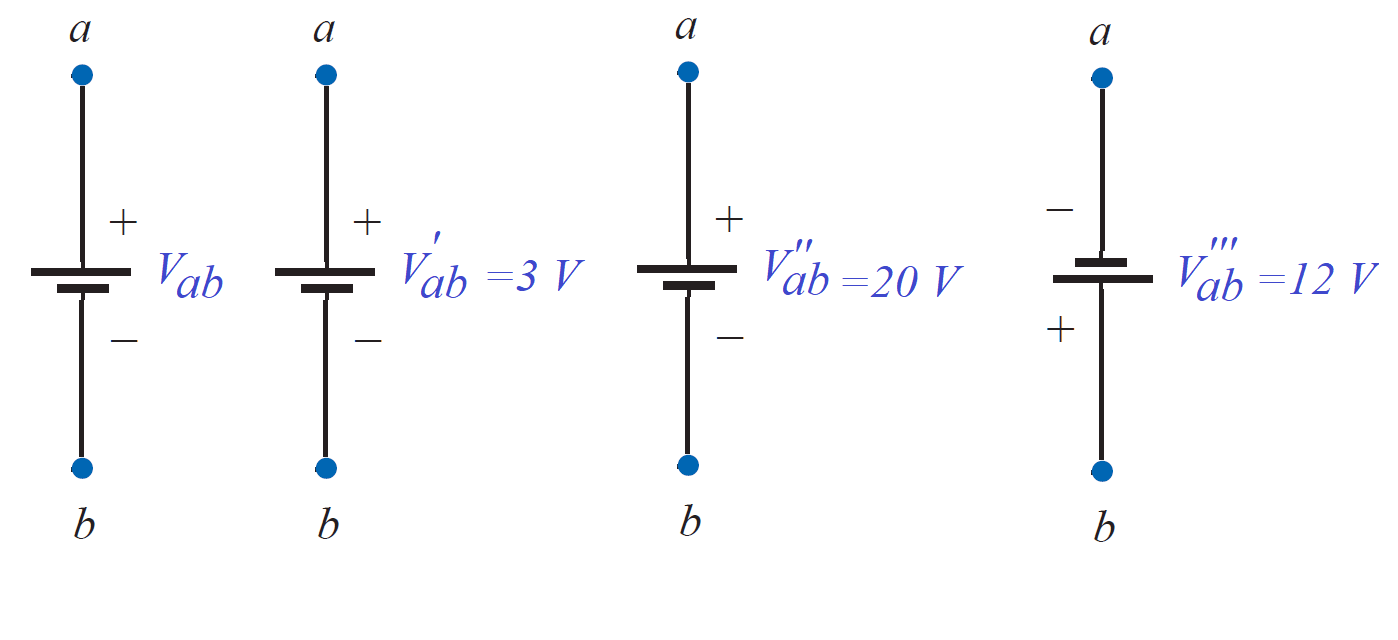 a a a a
+ + + −
V_ab V'_ab =3 V V''_ab =20 V V'''_ab =12 V
− − − +
b b b b